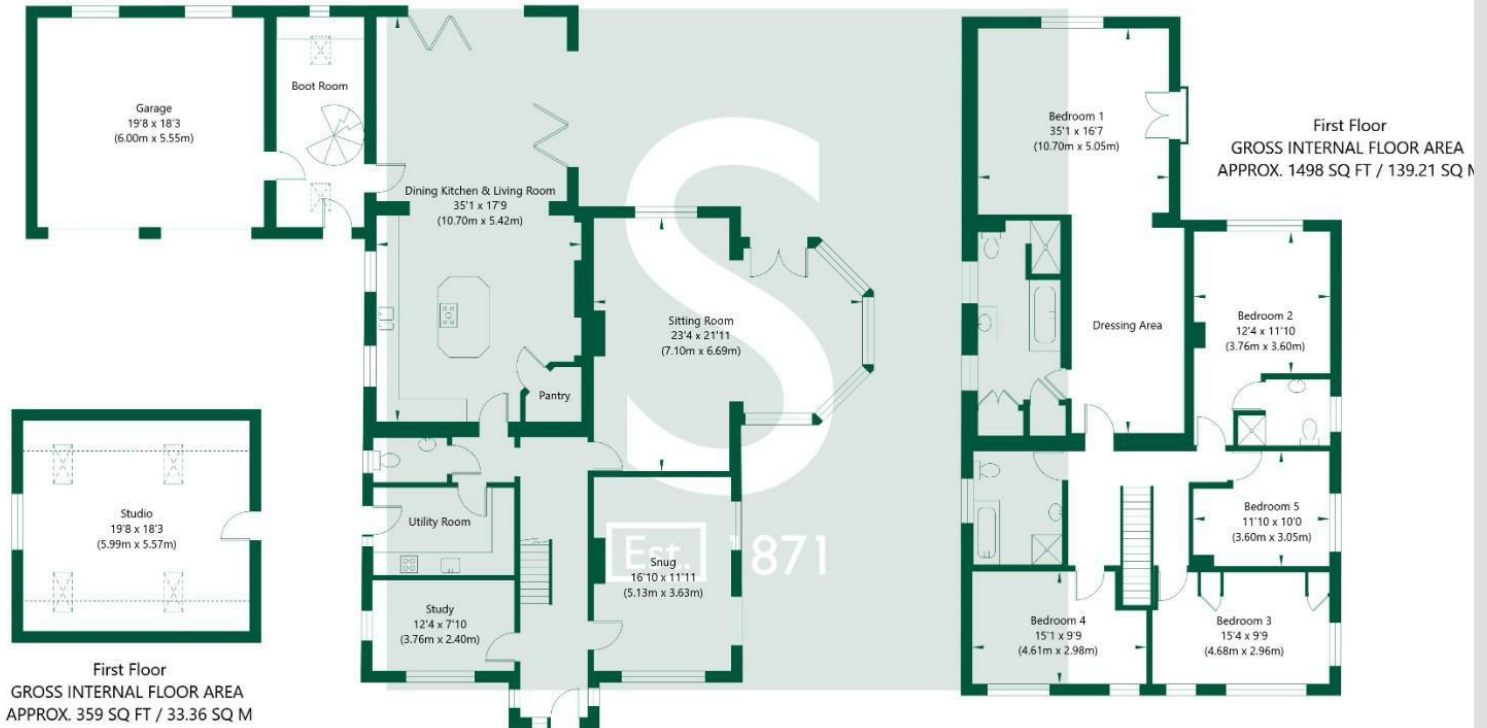 Garage
19'8 x 18'3
(6.00m x 5.55m)
Boot Room
Dining Kitchen & Living Room
35'1 x 17'9
(10.70m x 5.42m)
Pantry
Sitting Room
23'4 x 21'11
(7.10m x 6.69m)
Utility Room
Study
12'4 x 7'10
(3.76m x 2.40m)
Snug
16'10 x 11'11
(5.13m x 3.63m)
S
Est. 1871
Studio
19'8 x 18'3
(5.99m x 5.57m)
First Floor
GROSS INTERNAL FLOOR AREA
APPROX. 359 SQ FT / 33.36 SQ M
Bedroom 1
35'1 x 16'7
(10.70m x 5.05m)
Dressing Area
Bedroom 2
12'4 x 11'10
(3.76m x 3.60m)
Bedroom 5
11'10 x 10'0
(3.60m x 3.05m)
Bedroom 4
15'1 x 9'9
(4.61m x 2.98m)
Bedroom 3
15'4 x 9'9
(4.68m x 2.96m)
First Floor
GROSS INTERNAL FLOOR AREA
APPROX. 1498 SQ FT / 139.21 SQ M